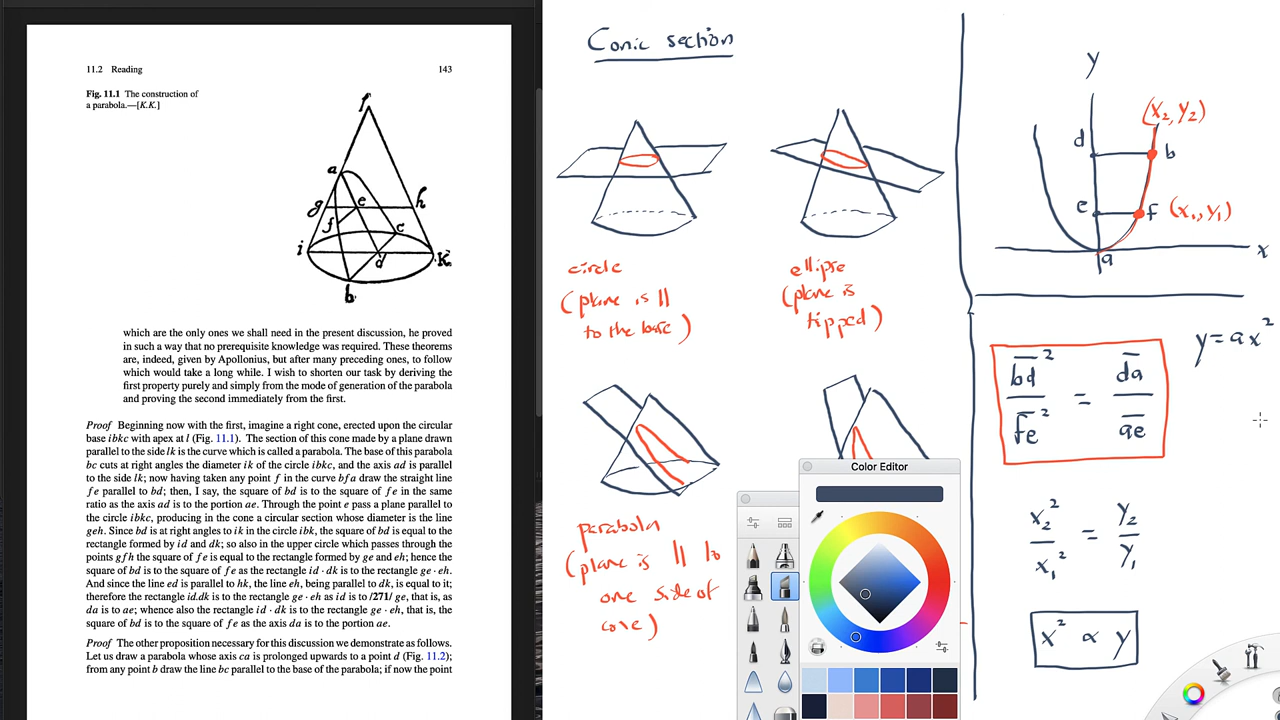 11.2 Reading
143
Fig. 11.1 The construction of
a parabola.—[K.K.]
l
a
g
e
h
f
c
i
d
K
b
which are the only ones we shall need in the present discussion, he proved
in such a way that no prerequisite knowledge was required. These theorems
are, indeed, given by Apollonius, but after many preceding ones, to follow
which would take a long while. I wish to shorten our task by deriving the
first property purely and simply from the mode of generation of the parabola
and proving the second immediately from the first.
Proof Beginning now with the first, imagine a right cone, erected upon the circular
base ibkc with apex at l (Fig. 11.1). The section of this cone made by a plane drawn
parallel to the side lk is the curve which is called a parabola. The base of this parabola
bc cuts at right angles the diameter ik of the circle ibkc, and the axis ad is parallel
to the side lk; now having taken any point f in the curve bfa draw the straight line
fe parallel to bd; then, I say, the square of bd is to the square of fe in the same
ratio as the axis ad is to the portion ae. Through the point e pass a plane parallel to
the circle ibkc, producing in the cone a circular section whose diameter is the line
geh. Since bd is at right angles to ik in the circle ibk, the square of bd is equal to the
rectangle formed by id and dk; so also in the upper circle which passes through the
points gfh the square of fe is equal to the rectangle formed by ge and eh; hence the
square of bd is to the square of fe as the rectangle id · dk is to the rectangle ge · eh.
And since the line ed is parallel to hk, the line eh, being parallel to dk, is equal to it;
therefore the rectangle id.dk is to the rectangle ge · eh as id is to /271/ ge, that is, as
da is to ae; whence also the rectangle id · dk is to the rectangle ge · eh, that is, the
square of bd is to the square of fe as the axis da is to the portion ae.
Proof The other proposition necessary for this discussion we demonstrate as follows.
Let us draw a parabola whose axis ca is prolonged upwards to a point d (Fig. 11.2);
from any point b draw the line bc parallel to the base of the parabola; if now the point
Conic section
circle
(plane is ||
to the base)
ellipse
(plane is
tipped)
parabola
(plane is || to
one side of
cone)
Color Editor
y
(x₂, y₂)
d
b
e
f (x₁, y₁)
a
x
y = ax²
bd² / fe² = da / ae
x₂² / x₁² = y₂ / y₁
x² ∝ y